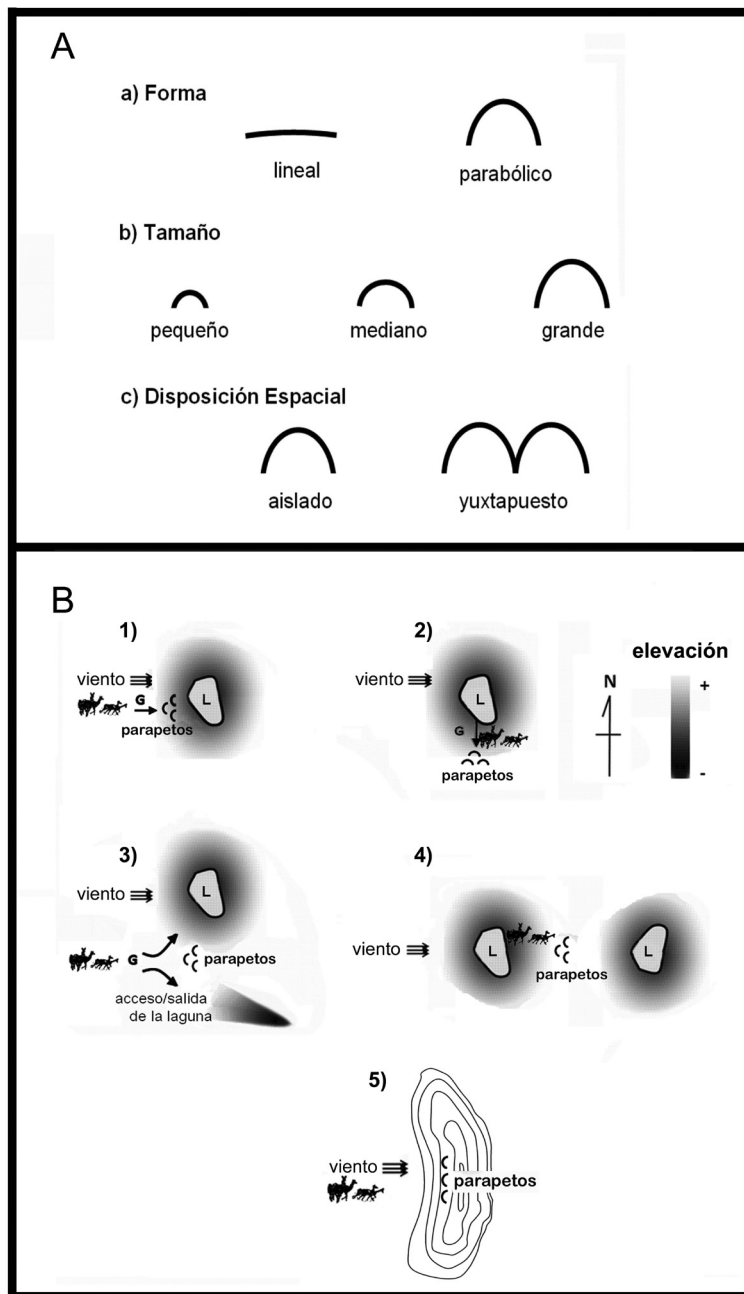 A
a) Forma
lineal
parabólico
b) Tamaño
pequeño
mediano
grande
c) Disposición Espacial
aislado
yuxtapuesto
B
1)
viento
G
L
parapetos
2)
viento
L
G
parapetos
elevación
N
+
-
3)
viento
L
G
parapetos
acceso/salida
de la laguna
4)
viento
L
parapetos
L
5)
viento
parapetos